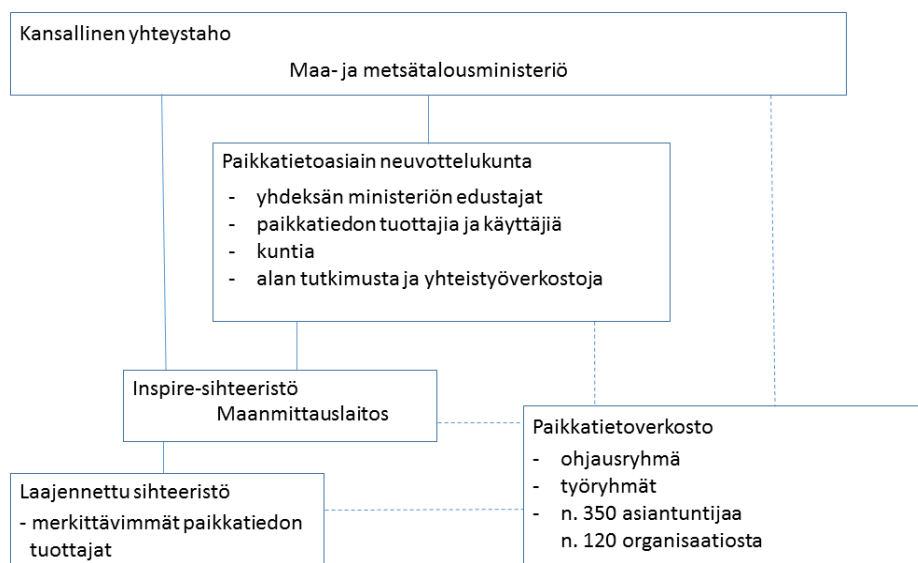 Kansallinen yhteystaho
Maa- ja metsätalousministeriö
Paikkatietoasiain neuvottelukunta
- yhdeksän ministeriön edustajat
- paikkatiedon tuottajia ja käyttäjiä
- kuntia
- alan tutkimusta ja yhteistyöverkostoja
Inspire-sihteeristö
Maanmittauslaitos
Laajennettu sihteeristö
- merkittävimmät paikkatiedon
tuottajat
Paikkatietoverkosto
- ohjausryhmä
- työryhmät
- n. 350 asiantuntijaa
n. 120 organisaatiosta